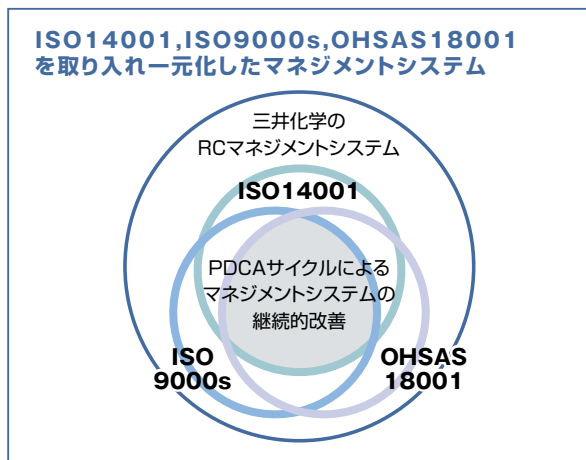 ISO14001,ISO9000s,OHSAS18001
を取り入れ一元化したマネジメントシステム
三井化学の
RCマネジメントシステム
ISO14001
PDCAサイクルによる
マネジメントシステムの
継続的改善
ISO
9000s
OHSAS
18001